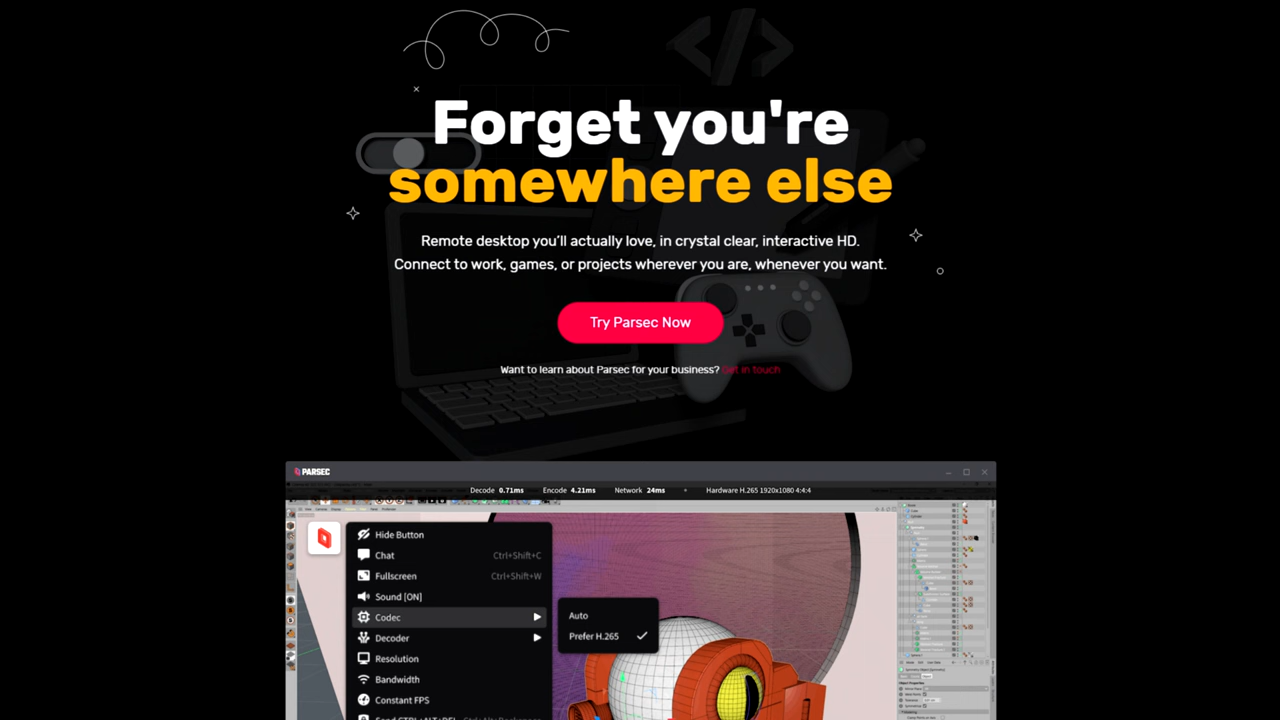 Forget you're
somewhere else
Remote desktop you'll actually love, in crystal clear, interactive HD.
Connect to work, games, or projects wherever you are, whenever you want.
Try Parsec Now
Want to learn about Parsec for your business? Get in touch
PARSEC
Decode 0.71ms Encode 4.21ms Network 24ms Hardware H.265 1920x1080 4:4:4
Hide Button
Chat Ctrl+Shift+C
Fullscreen Ctrl+Shift+W
Sound [ON]
Codec
Auto
Decoder
Prefer H.265
Resolution
Bandwidth
Constant FPS